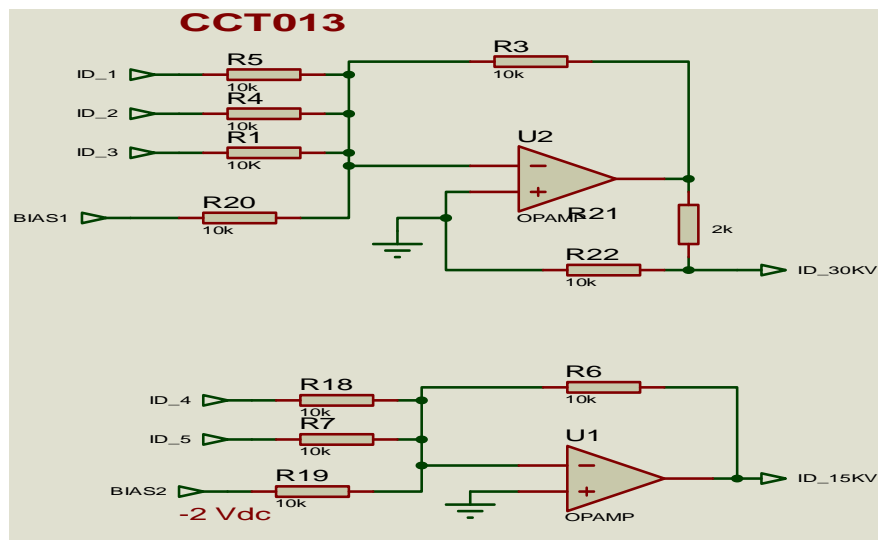 CCT013
R5
ID_1
10k
R4
ID_2
10k
R1
ID_3
10K
R20
BIAS1
10k
R3
10k
U2
OPAMP
R21
2k
R22
10k
ID_30KV
R18
ID_4
10k
R7
ID_5
10k
R19
BIAS2
10k
-2 Vdc
R6
10k
U1
OPAMP
ID_15KV